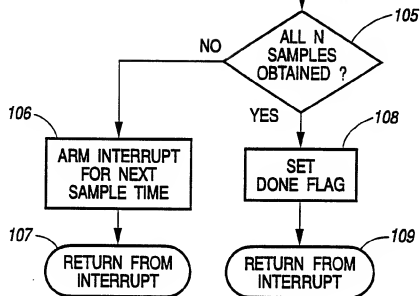 105
ALL N
SAMPLES
OBTAINED ?
NO
YES
106
ARM INTERRUPT
FOR NEXT
SAMPLE TIME
108
SET
DONE FLAG
107
RETURN FROM
INTERRUPT
109
RETURN FROM
INTERRUPT